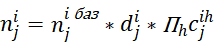 n_j^i = n_j^{i баз} * d_j^i * П_h c_j^{ih}